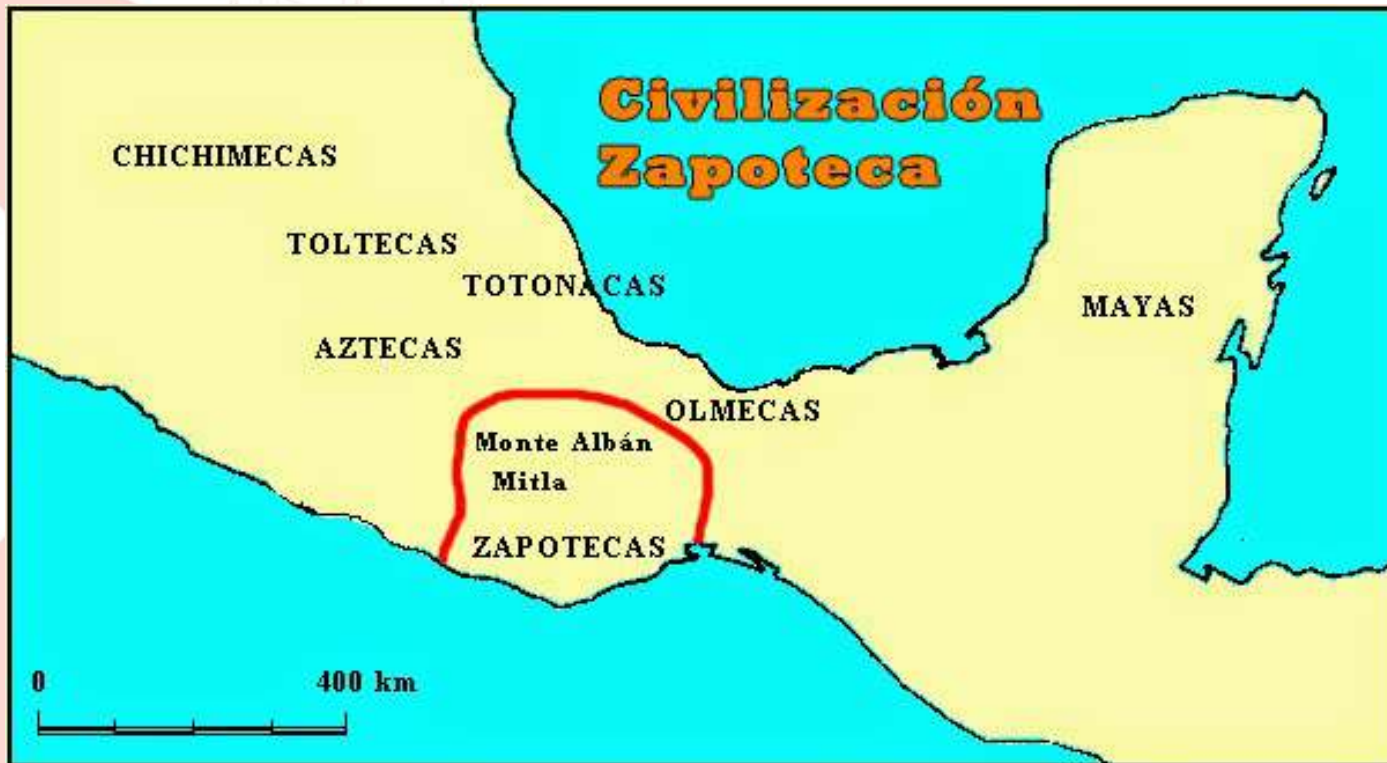 Civilización
Zapoteca
CHICHIMECAS
TOLTECAS
TOTONACAS
MAYAS
AZTECAS
OLMECAS
Monte Albán
Mitla
ZAPOTECAS
0 400 km